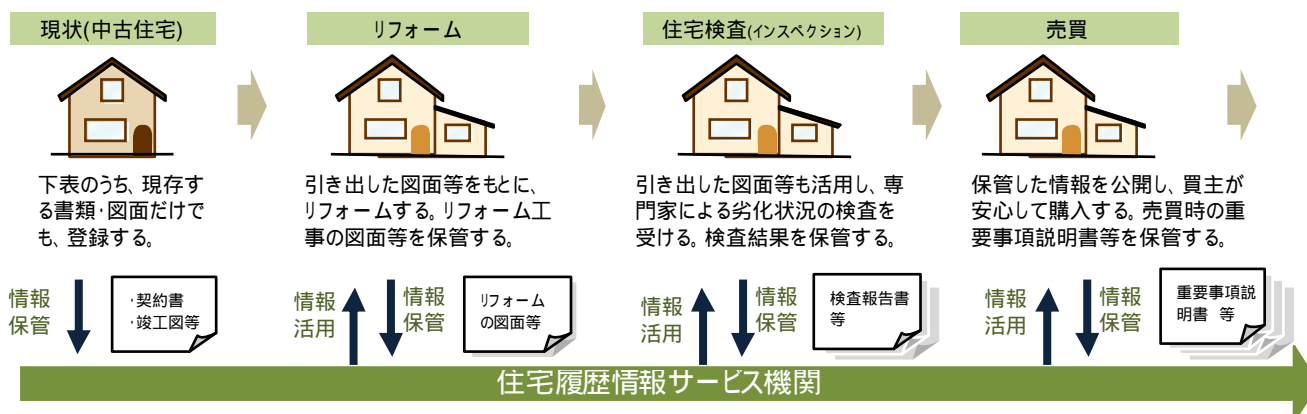 現状(中古住宅)
リフォーム
住宅検査(インスペクション)
売買
下表のうち、現存す
る書類・図面だけで
も、登録する。
引き出した図面等をもとに、
リフォームする。リフォーム工
事の図面等を保管する。
引き出した図面等も活用し、専
門家による劣化状況の検査を
受ける。検査結果を保管する。
保管した情報を公開し、買主が
安心して購入する。売買時の重
要事項説明書等を保管する。
情報
保管
・契約書
・竣工図等
情報
活用
情報
保管
リフォーム
の図面等
情報
活用
情報
保管
検査報告書
等
情報
活用
情報
保管
重要事項説
明書 等
住宅履歴情報サービス機関